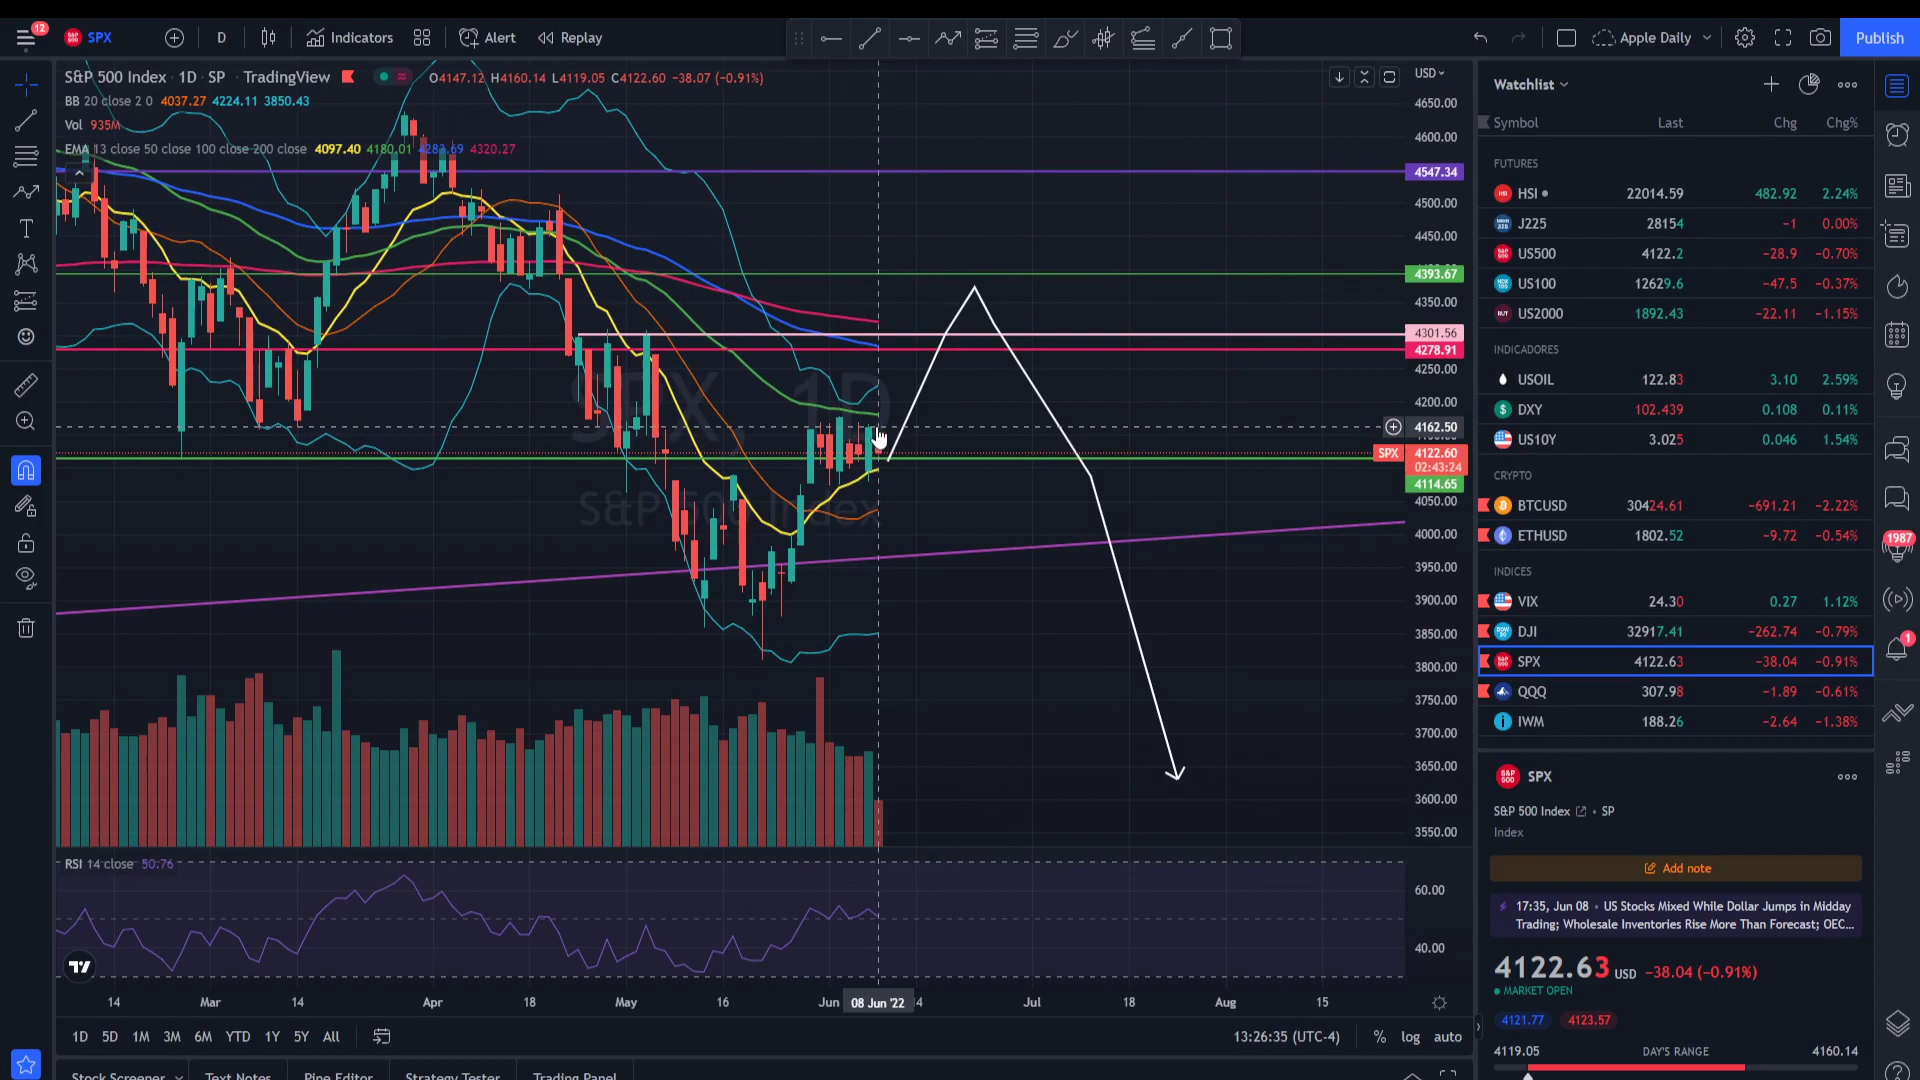 12
SPX
D
Indicators
Alert
Replay
Apple Daily
Publish
S&P 500 Index · 1D · SP · TradingView
O4147.12 H4160.14 L4119.05 C4122.60 −38.07 (−0.91%)
BB 20 close 2 0 4037.27 4224.11 3850.43
Vol 935M
EMA 13 close 50 close 100 close 200 close 4097.40 4180.01 4283.69 4320.27
SPX, 1D
S&P 500 Index
USD
4650.00
4600.00
4547.34
4500.00
4450.00
4393.67
4350.00
4301.56
4278.91
4250.00
4200.00
4162.50
SPX 4122.60
02:43:24
4114.65
4050.00
4000.00
3950.00
3900.00
3850.00
3800.00
3750.00
3700.00
3650.00
3600.00
3550.00
RSI 14 close 50.76
60.00
40.00
14 Mar 14 Apr 18 May 16 Jun 08 Jun '22 14 Jul 18 Aug 15
1D 5D 1M 3M 6M YTD 1Y 5Y All
13:26:35 (UTC-4) % log auto
Stock Screener Text Notes Pine Editor Strategy Tester Trading Panel
Watchlist
Symbol Last Chg Chg%
FUTURES
HSI 22014.59 482.92 2.24%
J225 28154 −1 0.00%
US500 4122.2 −28.9 −0.70%
US100 12629.6 −47.5 −0.37%
US2000 1892.43 −22.11 −1.15%
INDICADORES
USOIL 122.83 3.10 2.59%
DXY 102.439 0.108 0.11%
US10Y 3.025 0.046 1.54%
CRYPTO
BTCUSD 30424.61 −691.21 −2.22%
ETHUSD 1802.52 −9.72 −0.54%
INDICES
VIX 24.30 0.27 1.12%
DJI 32917.41 −262.74 −0.79%
SPX 4122.63 −38.04 −0.91%
QQQ 307.98 −1.89 −0.61%
IWM 188.26 −2.64 −1.38%
SPX
S&P 500 Index · SP
Index
Add note
17:35, Jun 08 · US Stocks Mixed While Dollar Jumps in Midday
Trading; Wholesale Inventories Rise More Than Forecast; OEC...
4122.63 USD −38.04 (−0.91%)
MARKET OPEN
4121.77 4123.57
4119.05 DAY'S RANGE 4160.14
1987
1